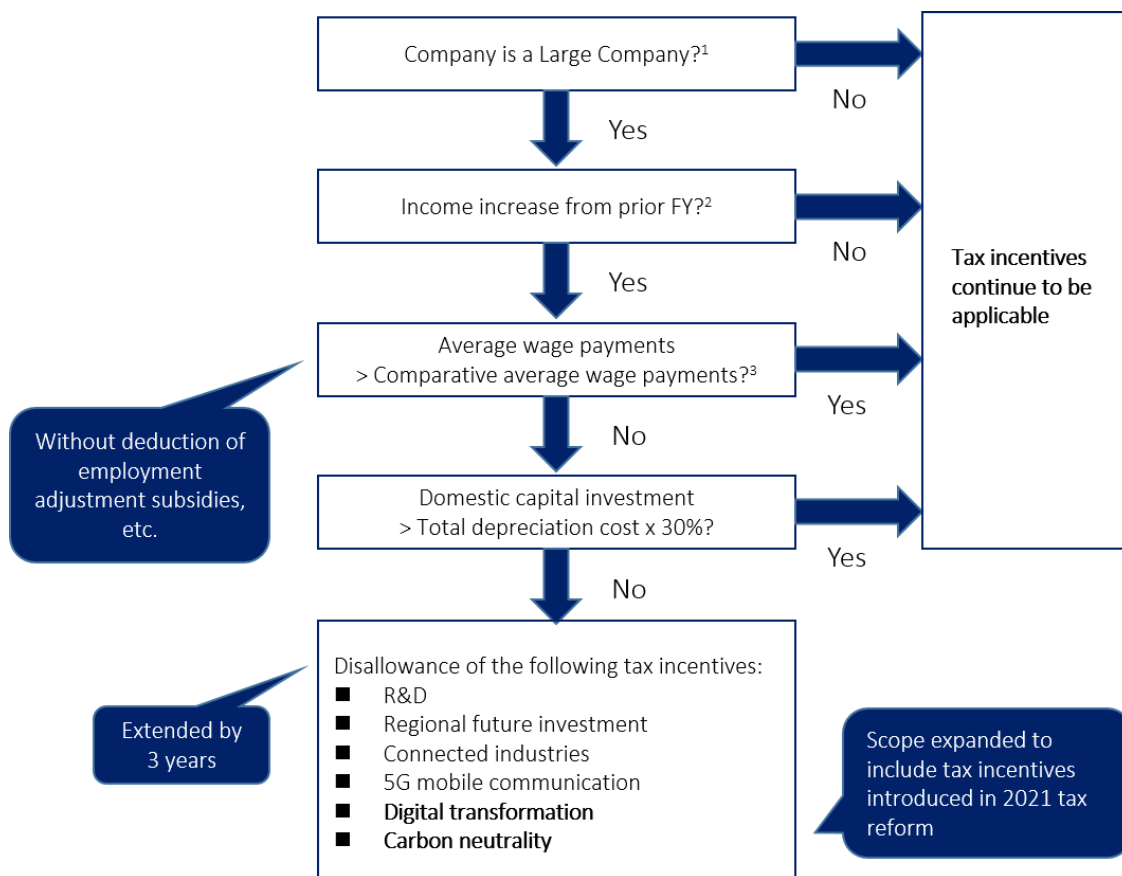 Company is a Large Company?¹
No
Yes
Income increase from prior FY?²
No
Yes
Tax incentives
continue to be
applicable
Average wage payments
> Comparative average wage payments?³
Yes
No
Without deduction of
employment
adjustment subsidies,
etc.
Domestic capital investment
> Total depreciation cost x 30%?
Yes
No
Disallowance of the following tax incentives:
■ R&D
■ Regional future investment
■ Connected industries
■ 5G mobile communication
■ Digital transformation
■ Carbon neutrality
Extended by
3 years
Scope expanded to
include tax incentives
introduced in 2021 tax
reform